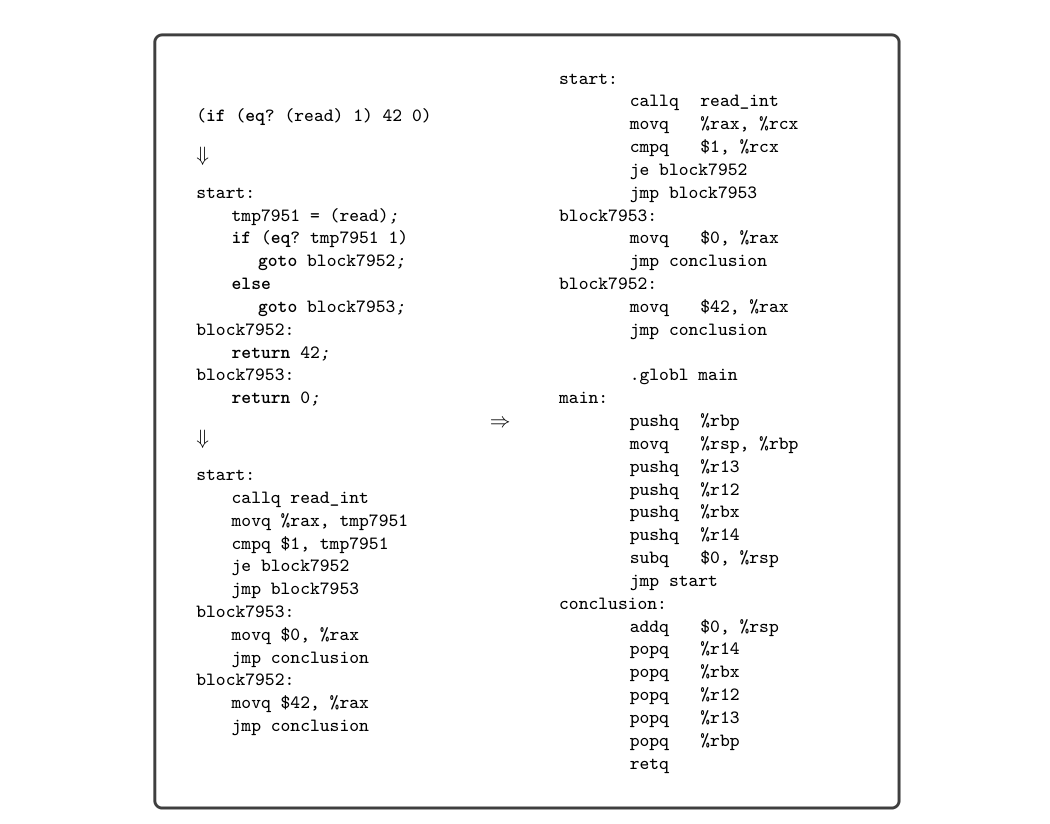 (if (eq? (read) 1) 42 0)
⇓
start:
    tmp7951 = (read);
    if (eq? tmp7951 1)
       goto block7952;
    else
       goto block7953;
block7952:
    return 42;
block7953:
    return 0;
⇓
start:
    callq read_int
    movq %rax, tmp7951
    cmpq $1, tmp7951
    je block7952
    jmp block7953
block7953:
    movq $0, %rax
    jmp conclusion
block7952:
    movq $42, %rax
    jmp conclusion
⇒
start:
        callq  read_int
        movq   %rax, %rcx
        cmpq   $1, %rcx
        je block7952
        jmp block7953
block7953:
        movq   $0, %rax
        jmp conclusion
block7952:
        movq   $42, %rax
        jmp conclusion
        .globl main
main:
        pushq  %rbp
        movq   %rsp, %rbp
        pushq  %r13
        pushq  %r12
        pushq  %rbx
        pushq  %r14
        subq   $0, %rsp
        jmp start
conclusion:
        addq   $0, %rsp
        popq   %r14
        popq   %rbx
        popq   %r12
        popq   %r13
        popq   %rbp
        retq